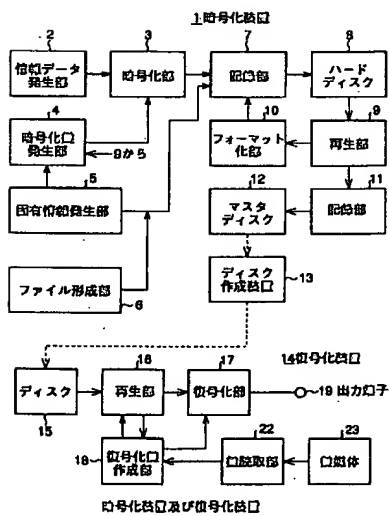 1 暗号化装置
2
3
7
8
情報データ
発生部
暗号化部
記録部
ハード
ディスク
4
10
9
暗号化鍵
発生部
9から
フォーマット
化部
再生部
5
12
11
固有情報発生部
マスタ
ディスク
記録部
ファイル形成部
6
ディスク
作成装置
13
16
17
14 復号化装置
ディスク
再生部
復号化部
19 出力端子
15
22
23
18
復号化鍵
作成部
鍵読取部
鍵媒体
暗号化装置及び復号化装置